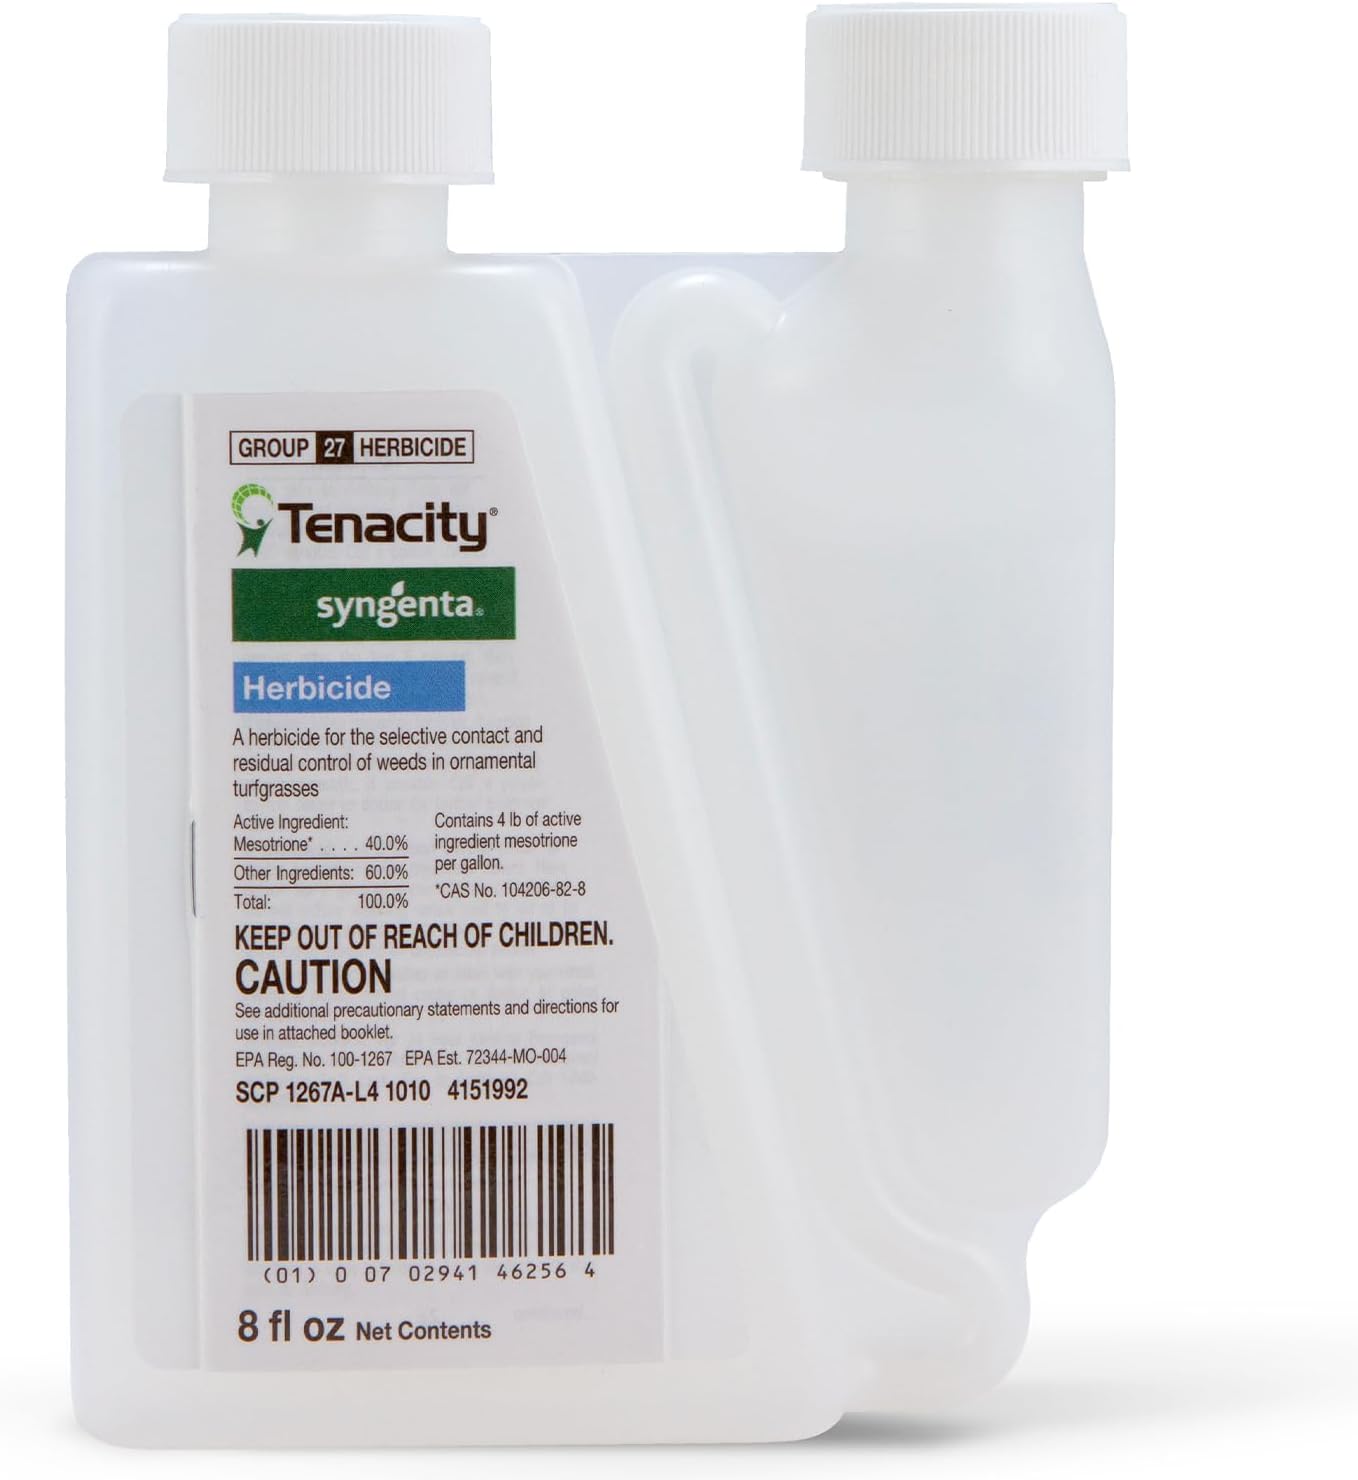 GROUP 27 HERBICIDE
Tenacity®
syngenta®
Herbicide
A herbicide for the selective contact and
residual control of weeds in ornamental
turfgrasses
Active Ingredient:
Mesotrione* . . . . 40.0%
Other Ingredients: 60.0%
Total: 100.0%
Contains 4 lb of active
ingredient mesotrione
per gallon.
*CAS No. 104206-82-8
KEEP OUT OF REACH OF CHILDREN.
CAUTION
See additional precautionary statements and directions for
use in attached booklet.
EPA Reg. No. 100-1267 EPA Est. 72344-MO-004
SCP 1267A-L4 1010 4151992
(01) 0 07 02941 46256 4
8 fl oz Net Contents